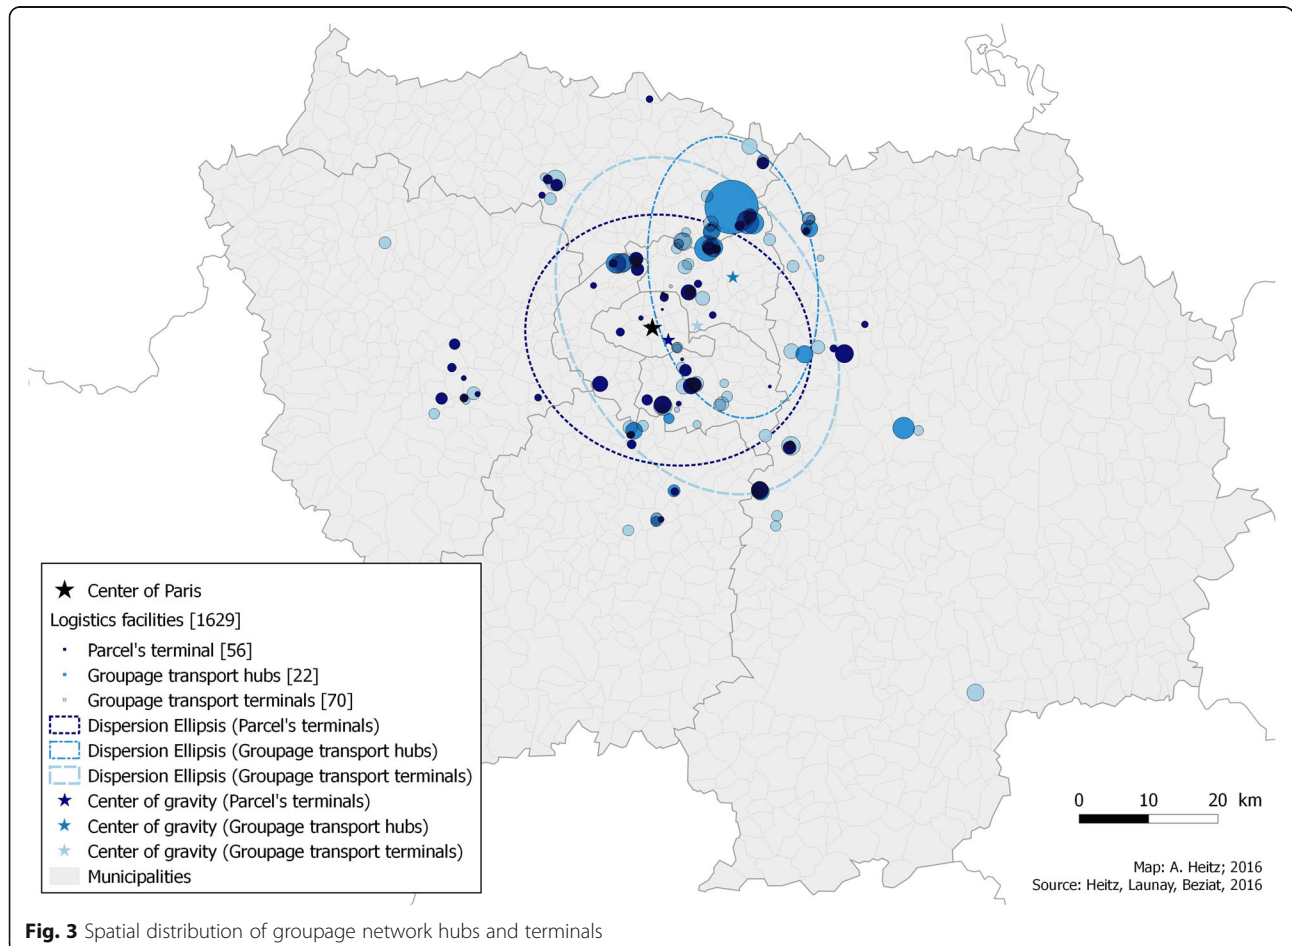 Center of Paris
Logistics facilities [1629]
Parcel's terminal [56]
Groupage transport hubs [22]
Groupage transport terminals [70]
Dispersion Ellipsis (Parcel's terminals)
Dispersion Ellipsis (Groupage transport hubs)
Dispersion Ellipsis (Groupage transport terminals)
Center of gravity (Parcel's terminals)
Center of gravity (Groupage transport hubs)
Center of gravity (Groupage transport terminals)
Municipalities
0 10 20 km
Map: A. Heitz; 2016
Source: Heitz, Launay, Beziat, 2016
Fig. 3 Spatial distribution of groupage network hubs and terminals